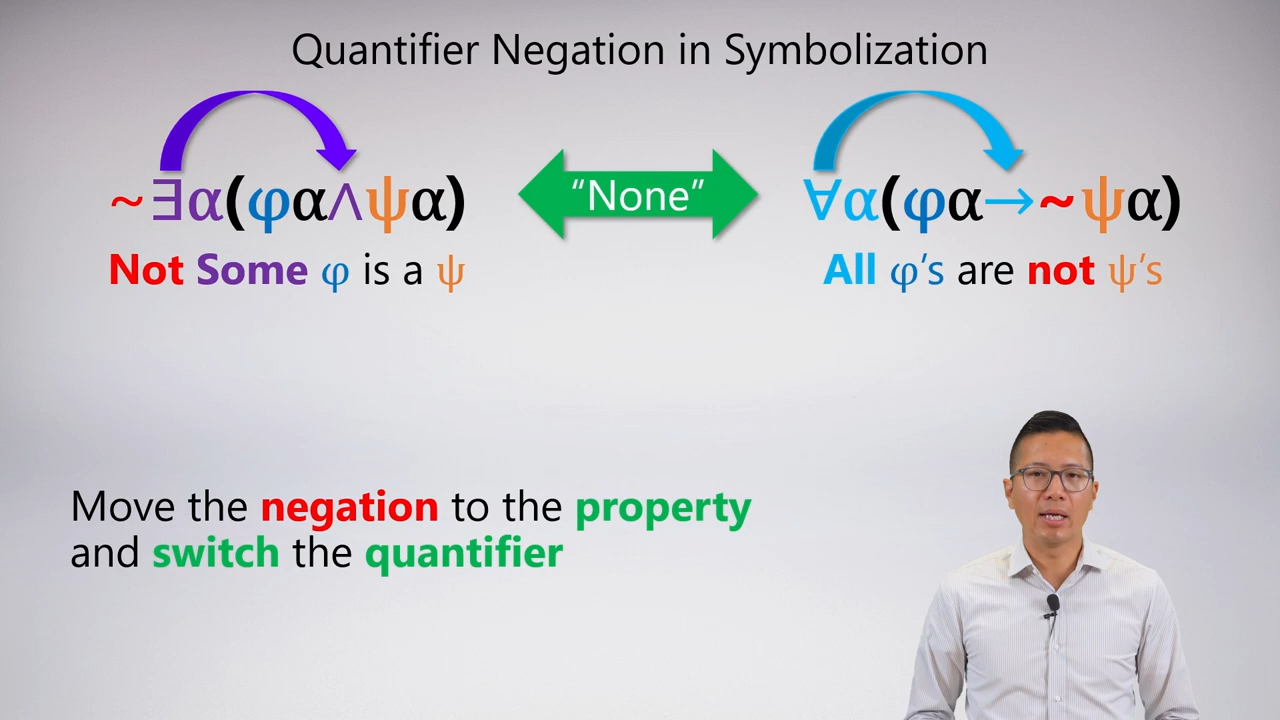 Quantifier Negation in Symbolization
~∃α(φα∧ψα)
“None”
∀α(φα→~ψα)
Not Some φ is a ψ
All φ’s are not ψ’s
Move the negation to the property
and switch the quantifier